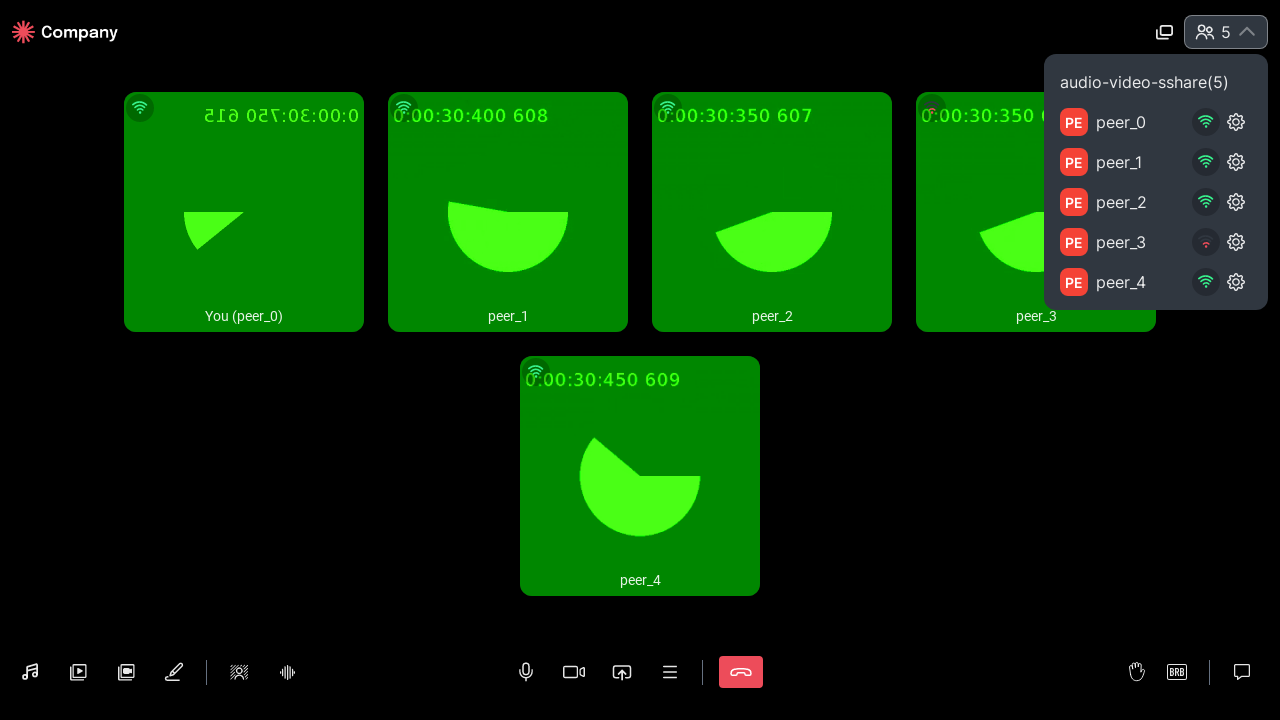 Company
5
audio-video-sshare(5)
PE peer_0
PE peer_1
PE peer_2
PE peer_3
PE peer_4
0:00:30:750 615
You (peer_0)
0:00:30:400 608
peer_1
0:00:30:350 607
peer_2
0:00:30:350
peer_3
0:00:30:450 609
peer_4
BRB